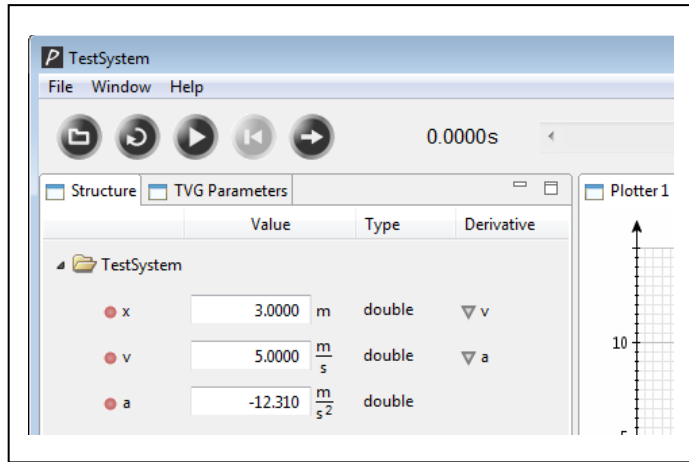 TestSystem
File Window Help
0.0000s
Structure TVG Parameters Plotter 1
Value Type Derivative
TestSystem
x 3.0000 m double v
v 5.0000 m/s double a
a -12.310 m/s² double
10
5